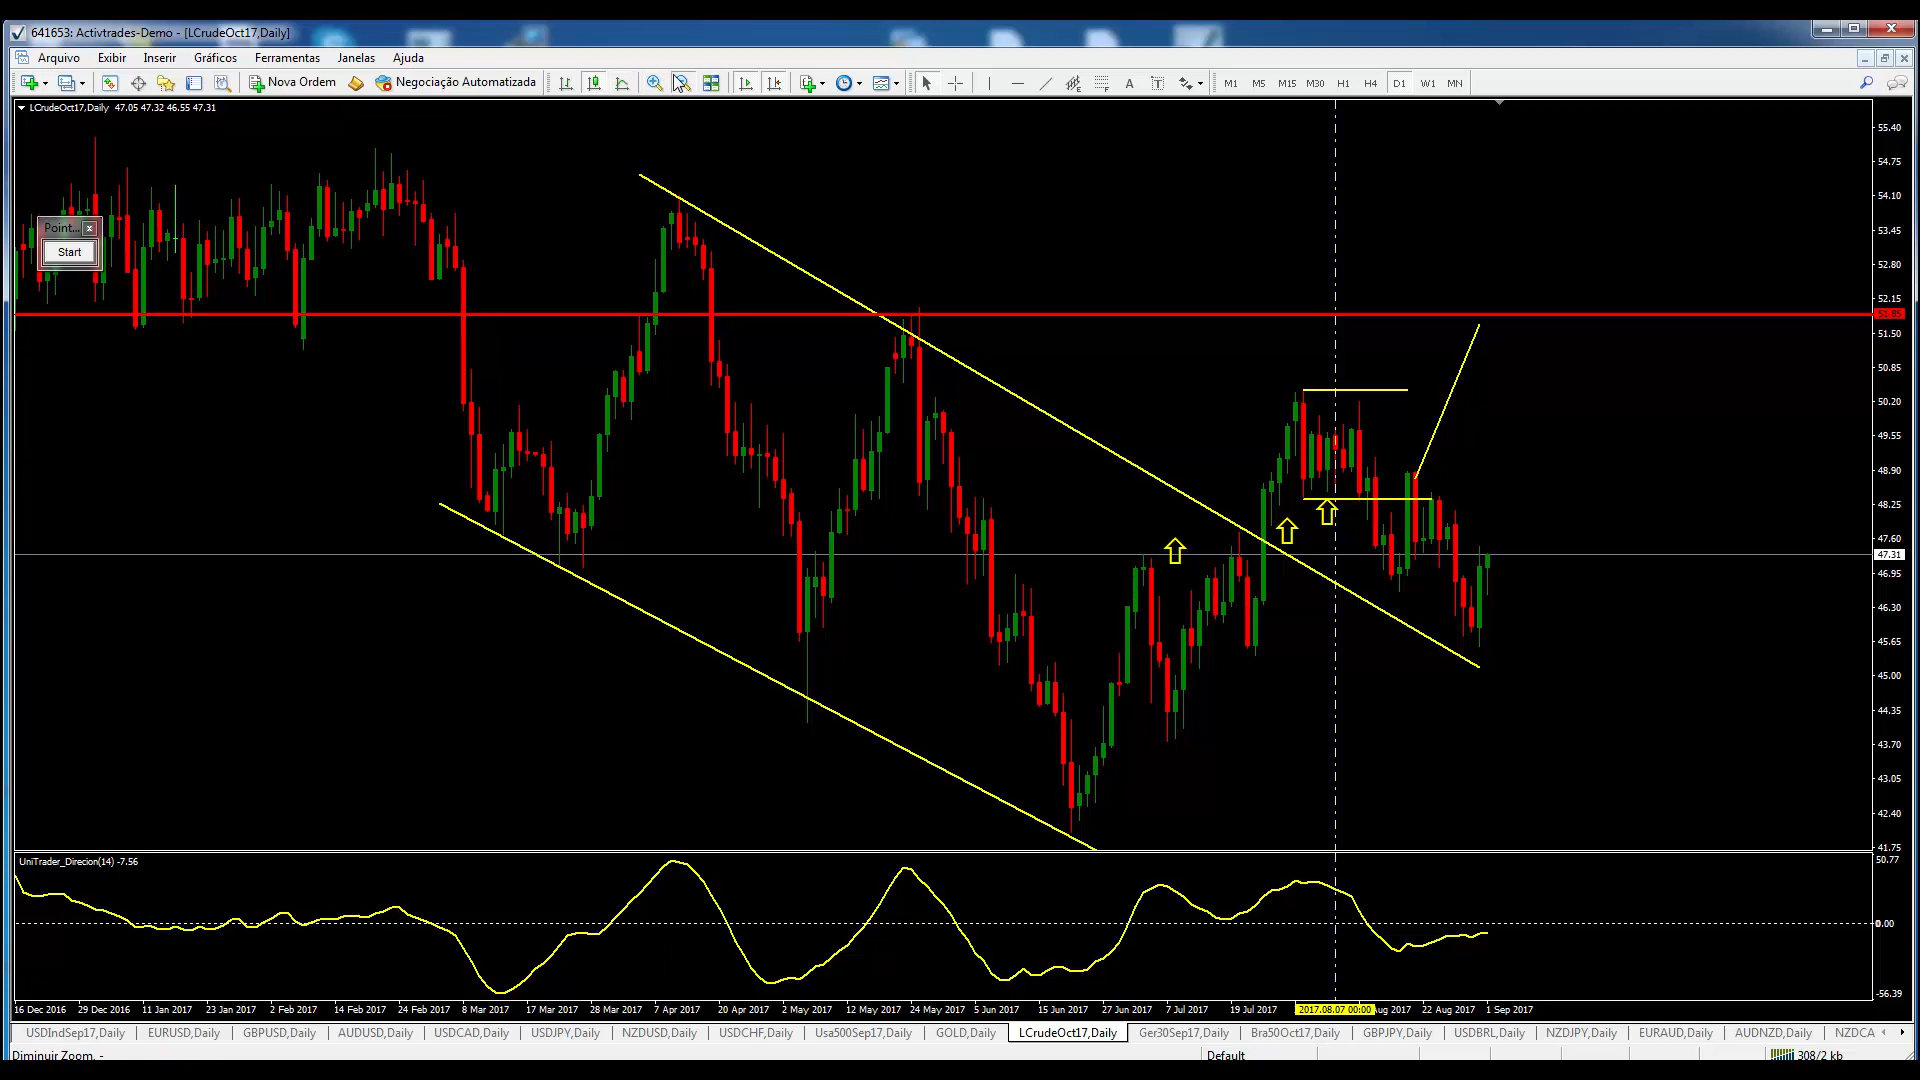 641653: Activtrades-Demo - [LCrudeOct17,Daily]
Arquivo Exibir Inserir Gráficos Ferramentas Janelas Ajuda
Nova Ordem Negociação Automatizada A T M1 M5 M15 M30 H1 H4 D1 W1 MN
LCrudeOct17,Daily 47.05 47.32 46.55 47.31
55.40
54.75
54.10
Point... x
53.45
Start
52.80
52.15
51.85
51.50
50.85
50.20
49.55
48.90
48.25
47.60
47.31
46.95
46.30
45.65
45.00
44.35
43.70
43.05
42.40
41.75
UniTrader_Direcion(14) -7.56
50.77
0.00
-56.39
16 Dec 2016 29 Dec 2016 11 Jan 2017 23 Jan 2017 2 Feb 2017 14 Feb 2017 24 Feb 2017 8 Mar 2017 17 Mar 2017 28 Mar 2017 7 Apr 2017 20 Apr 2017 2 May 2017 12 May 2017 24 May 2017 5 Jun 2017 15 Jun 2017 27 Jun 2017 7 Jul 2017 19 Jul 2017 2017.08.07 00:00 Aug 2017 22 Aug 2017 1 Sep 2017
USDIndSep17,Daily EURUSD,Daily GBPUSD,Daily AUDUSD,Daily USDCAD,Daily USDJPY,Daily NZDUSD,Daily USDCHF,Daily Usa500Sep17,Daily GOLD,Daily LCrudeOct17,Daily Ger30Sep17,Daily Bra50Oct17,Daily GBPJPY,Daily USDBRL,Daily NZDJPY,Daily EURAUD,Daily AUDNZD,Daily NZDCA
Diminuir Zoom, - Default 308/2 kb